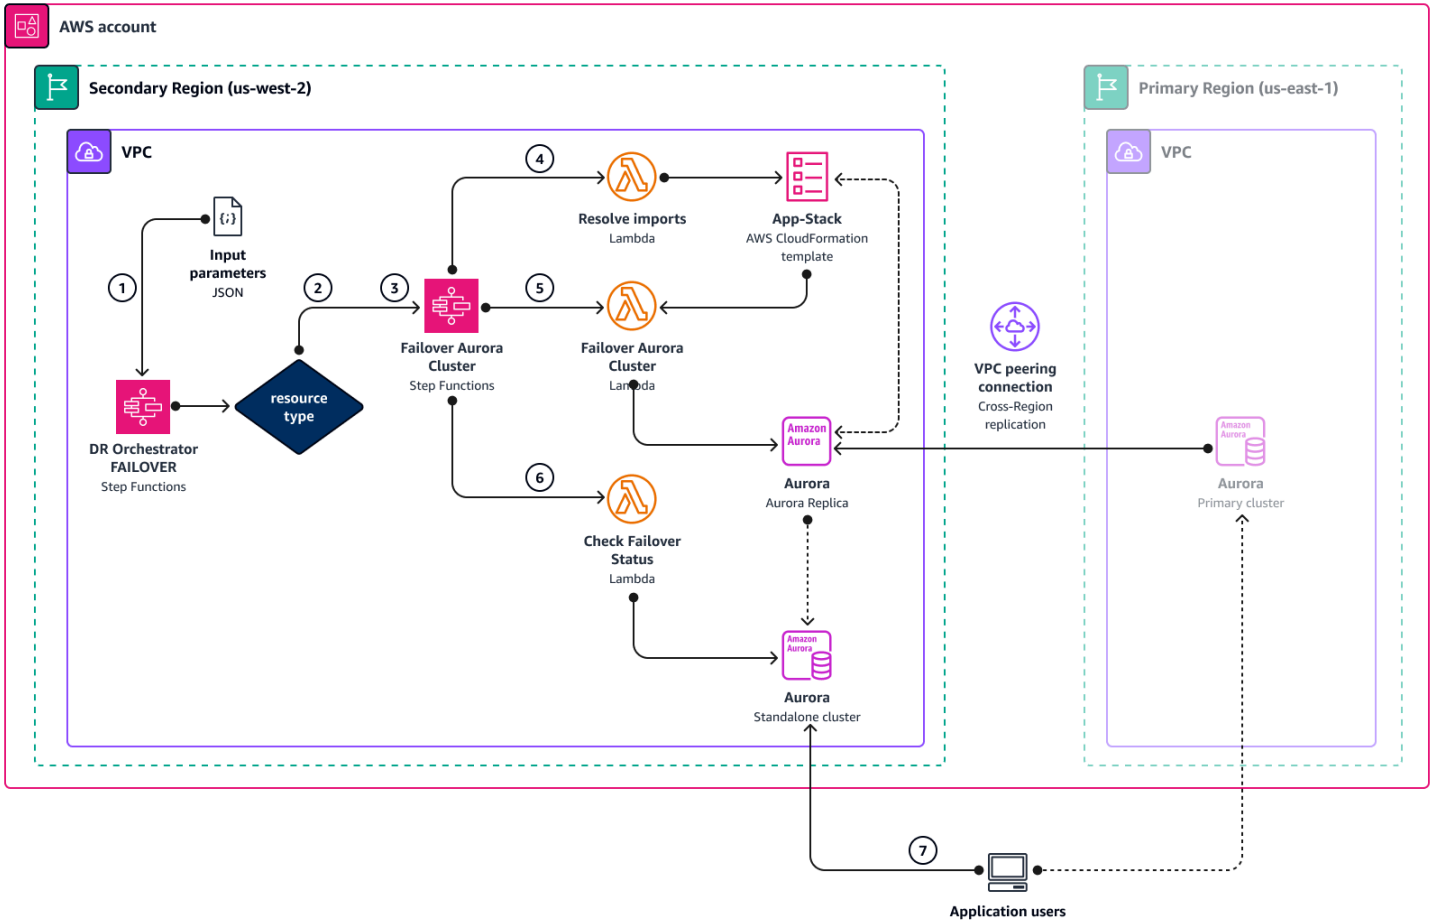 AWS account
Secondary Region (us-west-2)
Primary Region (us-east-1)
VPC
VPC
4
Resolve imports
Lambda
App-Stack
AWS CloudFormation
template
{;}
Input
parameters
JSON
1
2
3
5
Failover Aurora
Cluster
Step Functions
Failover Aurora
Cluster
Lambda
VPC peering
connection
Cross-Region
replication
resource
type
DR Orchestrator
FAILOVER
Step Functions
Amazon
Aurora
Aurora
Aurora Replica
Amazon
Aurora
Aurora
Primary cluster
6
Check Failover
Status
Lambda
Amazon
Aurora
Aurora
Standalone cluster
7
Application users